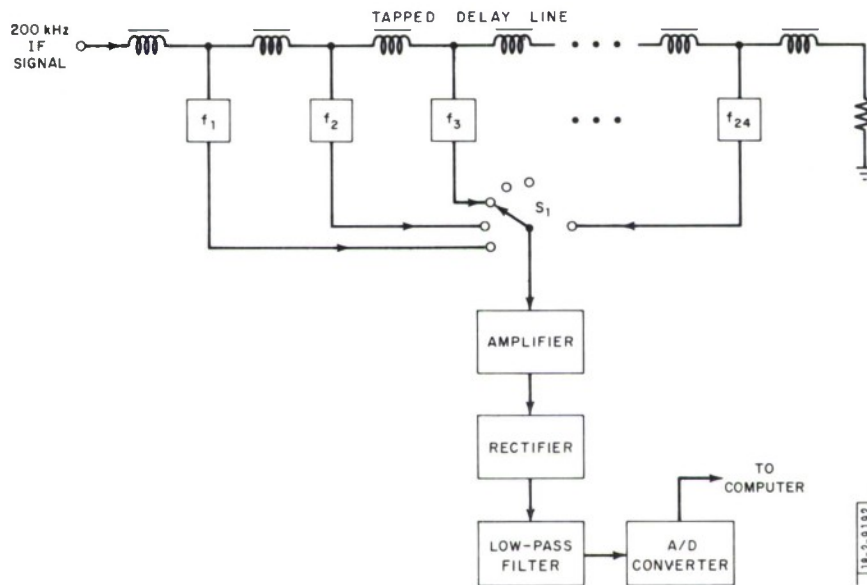 TAPPED DELAY LINE
200 kHz
IF
SIGNAL
f1
f2
f3
f24
S1
AMPLIFIER
RECTIFIER
TO
COMPUTER
LOW-PASS
FILTER
A/D
CONVERTER